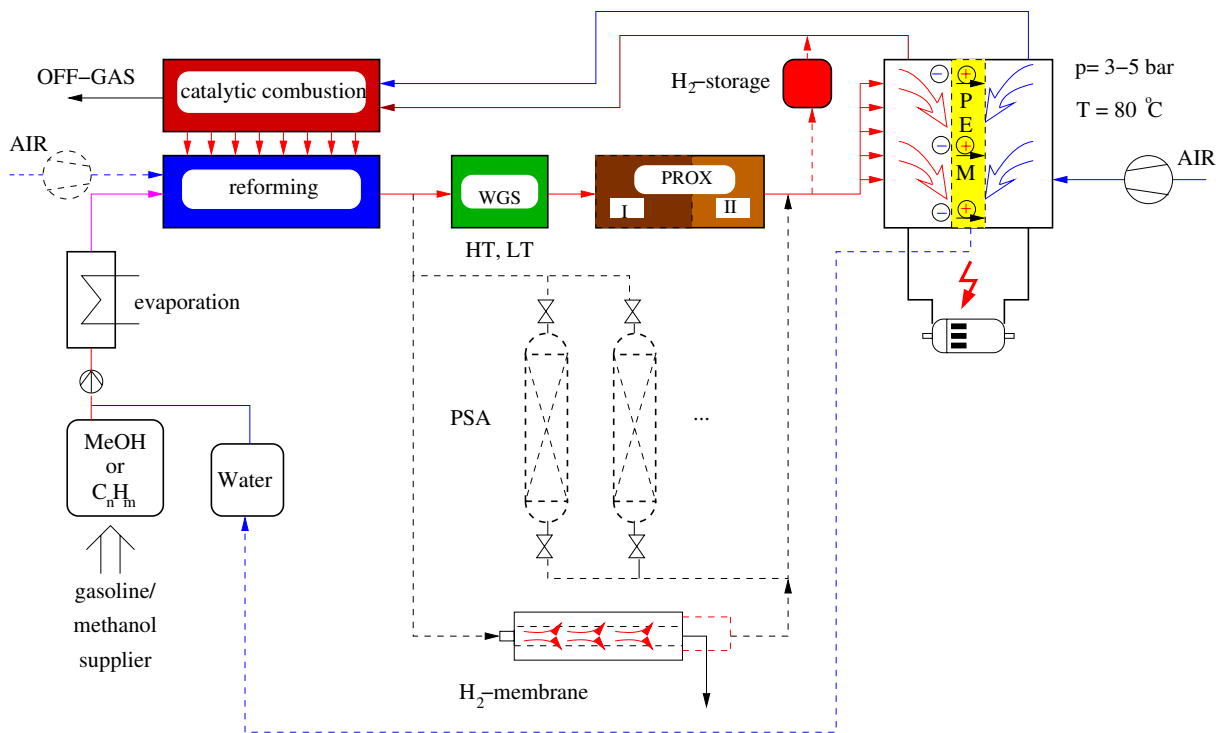 OFF−GAS
catalytic combustion
H2−storage
p= 3−5 bar
T = 80 °C
AIR
reforming
WGS
PROX
I
II
HT, LT
− +
− +
− +
P
E
M
AIR
evaporation
PSA
...
MeOH
or
CnHm
Water
gasoline/
methanol
supplier
H2−membrane